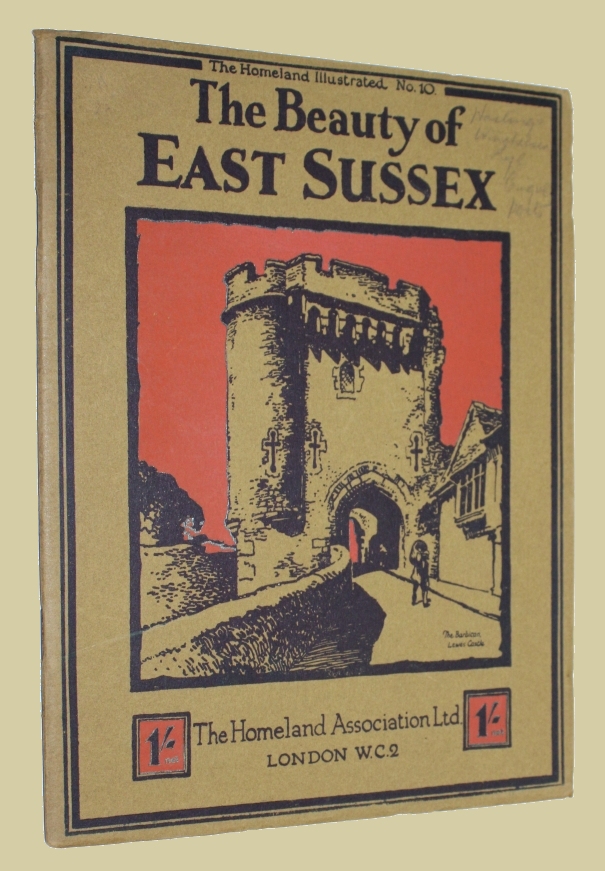 The Homeland Illustrated. No. 10.
The Beauty of
EAST SUSSEX
The Barbican,
Lewes Castle
1/-
NET
The Homeland Association Ltd.
LONDON W.C.2
1/-
NET